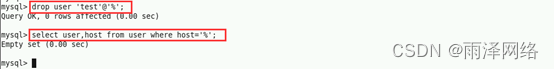 mysql> drop user 'test'@'%';
Query OK, 0 rows affected (0.00 sec)
mysql> select user,host from user where host='%';
Empty set (0.00 sec)
mysql>
CSDN @雨泽网络